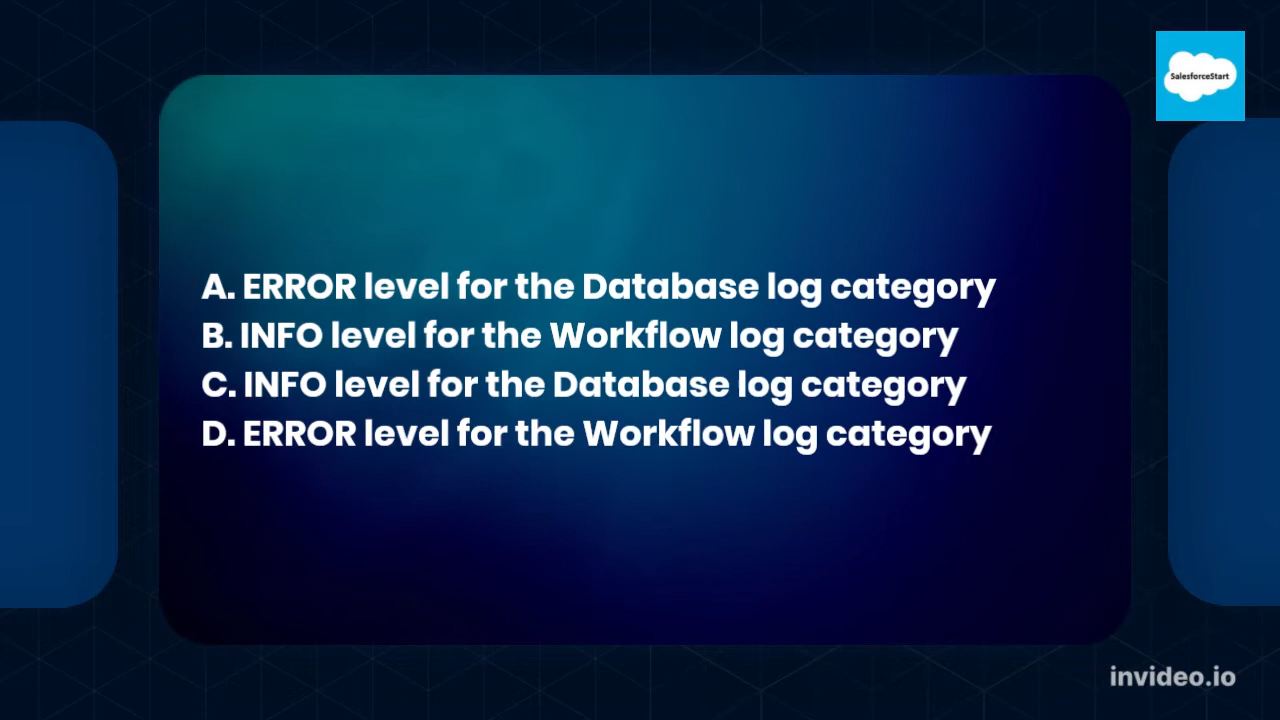 SalesforceStart
A. ERROR level for the Database log category
B. INFO level for the Workflow log category
C. INFO level for the Database log category
D. ERROR level for the Workflow log category
invideo.io